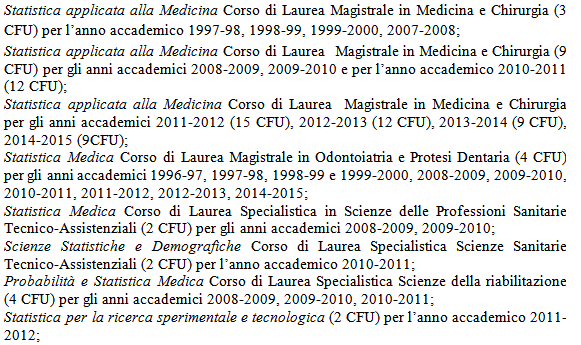 Statistica applicata alla Medicina Corso di Laurea Magistrale in Medicina e Chirurgia (3
CFU) per l'anno accademico 1997-98, 1998-99, 1999-2000, 2007-2008;
Statistica applicata alla Medicina Corso di Laurea Magistrale in Medicina e Chirurgia (9
CFU) per gli anni accademici 2008-2009, 2009-2010 e per l'anno accademico 2010-2011
(12 CFU);
Statistica applicata alla Medicina Corso di Laurea Magistrale in Medicina e Chirurgia
per gli anni accademici 2011-2012 (15 CFU), 2012-2013 (12 CFU), 2013-2014 (9 CFU),
2014-2015 (9CFU);
Statistica Medica Corso di Laurea Magistrale in Odontoiatria e Protesi Dentaria (4 CFU)
per gli anni accademici 1996-97, 1997-98, 1998-99 e 1999-2000, 2008-2009, 2009-2010,
2010-2011, 2011-2012, 2012-2013, 2014-2015;
Statistica Medica Corso di Laurea Specialistica in Scienze delle Professioni Sanitarie
Tecnico-Assistenziali (2 CFU) per gli anni accademici 2008-2009, 2009-2010;
Scienze Statistiche e Demografiche Corso di Laurea Specialistica Scienze Sanitarie
Tecnico-Assistenziali (2 CFU) per l'anno accademico 2010-2011;
Probabilità e Statistica Medica Corso di Laurea Specialistica Scienze della riabilitazione
(4 CFU) per gli anni accademici 2008-2009, 2009-2010, 2010-2011;
Statistica per la ricerca sperimentale e tecnologica (2 CFU) per l'anno accademico 2011-
2012;